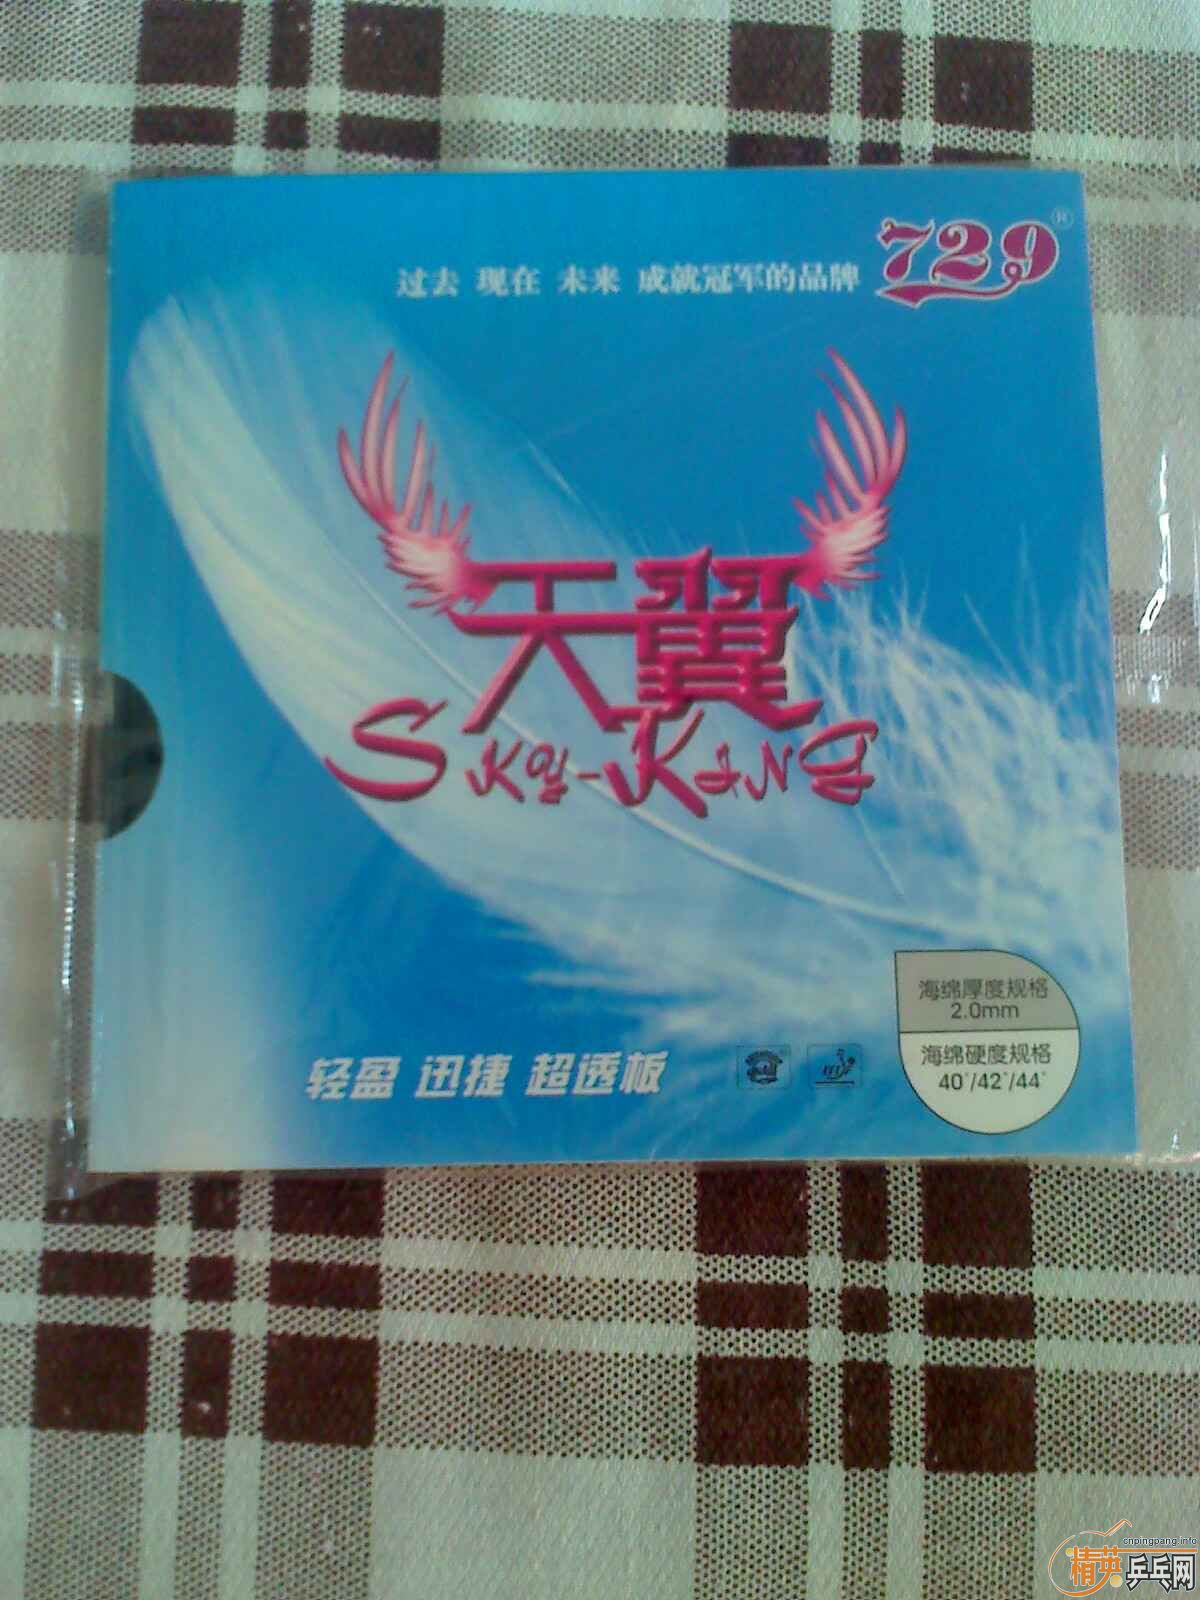 729®
过去 现在 未来 成就冠军的品牌
天翼
SKY-KING
海绵厚度规格
2.0mm
海绵硬度规格
40°/42°/44°
轻盈 迅捷 超透板
cnpingpang.info
精英乒乓网